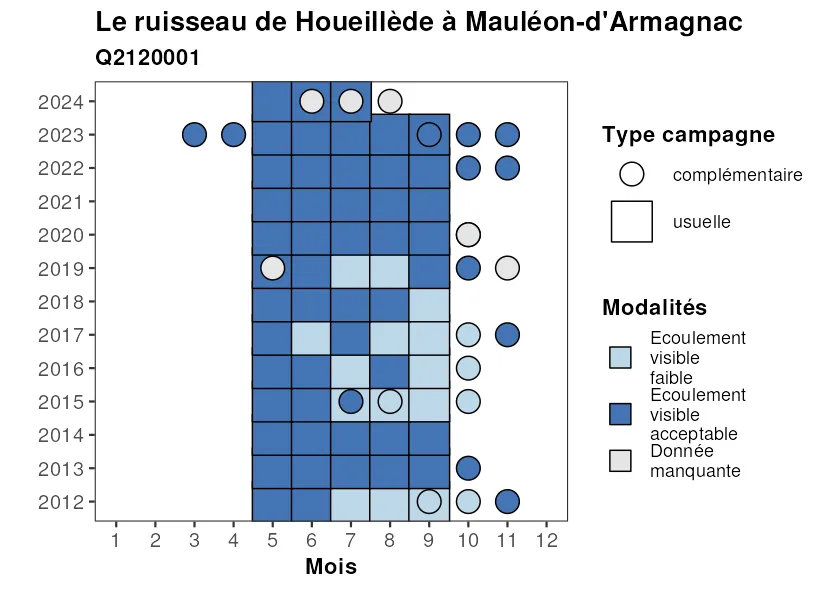 Le ruisseau de Houeillède à Mauléon-d'Armagnac
Q2120001
2024
2023
2022
2021
2020
2019
2018
2017
2016
2015
2014
2013
2012
1 2 3 4 5 6 7 8 9 10 11 12
Mois
Type campagne
complémentaire
usuelle
Modalités
Ecoulement
visible
faible
Ecoulement
visible
acceptable
Donnée
manquante